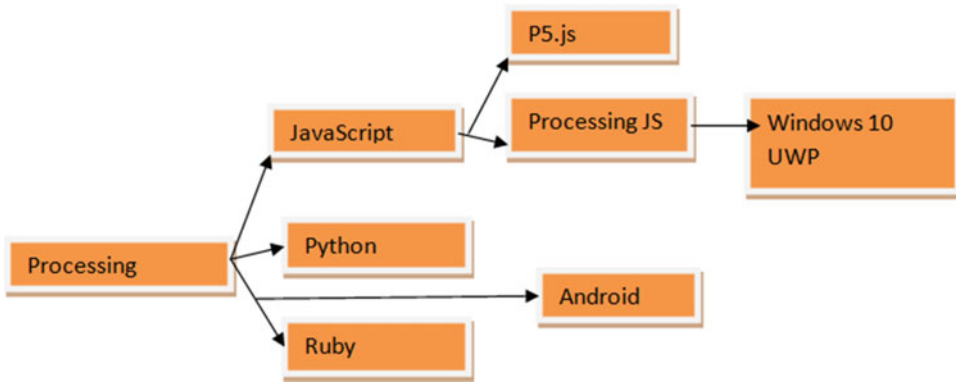 P5.js
JavaScript
Processing JS
Windows 10
UWP
Python
Processing
Android
Ruby